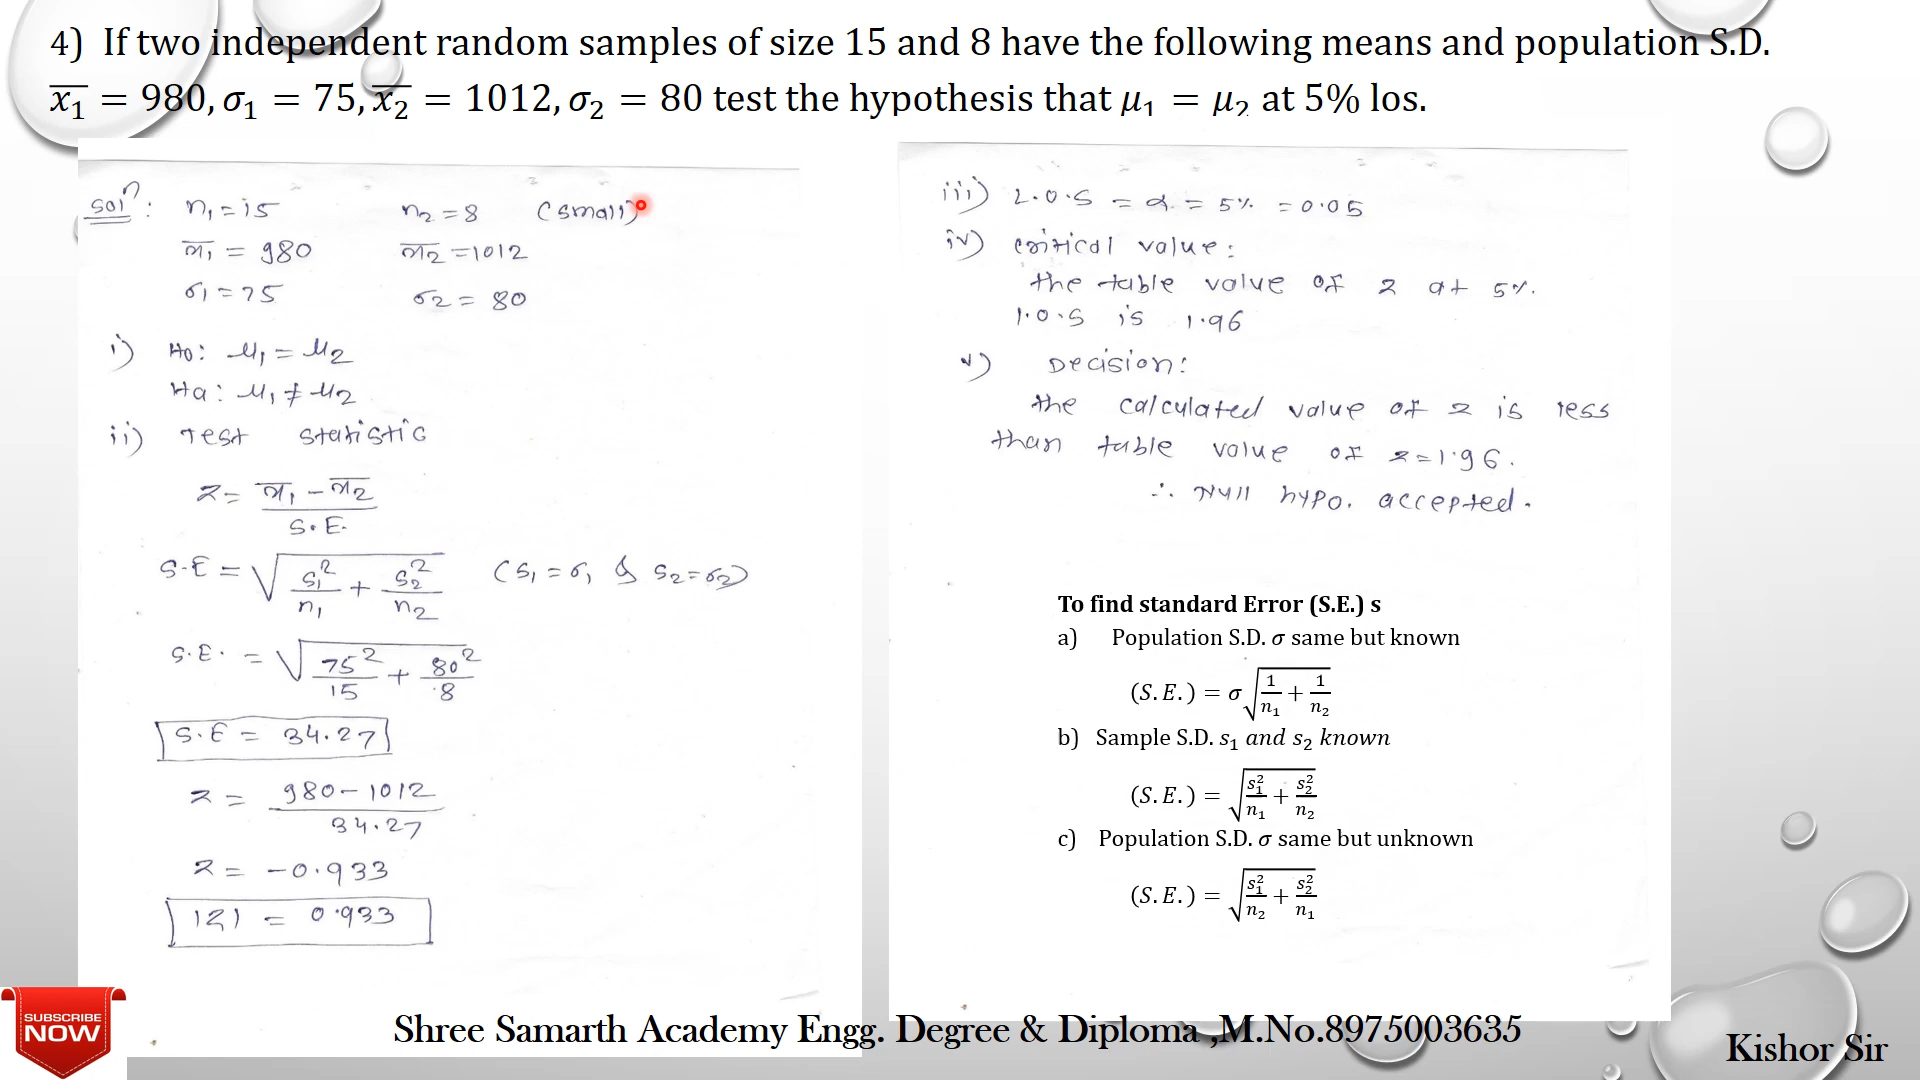 4) If two independent random samples of size 15 and 8 have the following means and population S.D.
x̅₁ = 980, σ₁ = 75, x̅₂ = 1012, σ₂ = 80 test the hypothesis that μ₁ = μ₂ at 5% los.
Solⁿ: n₁ = 15 n₂ = 8 (small)
x̅₁ = 980 x̅₂ = 1012
σ₁ = 75 σ₂ = 80
i) H₀: μ₁ = μ₂
Ha: μ₁ ≠ μ₂
ii) Test statistic
z = (x̅₁ – x̅₂) / S.E.
S.E = √(s₁²/n₁ + s₂²/n₂) (s₁ = σ₁ & s₂ = σ₂)
S.E. = √(75²/15 + 80²/8)
S.E = 34.27
z = (980 – 1012) / 34.27
z = -0.933
|z| = 0.933
iii) L.O.S = α = 5% = 0.05
iv) critical value:
the table value of z at 5%.
l.o.s is 1.96
v) Decision:
the calculated value of z is less
than table value of z = 1.96.
∴ Null hypo. accepted.
To find standard Error (S.E.) s
a) Population S.D. σ same but known
(S.E.) = σ √(1/n₁ + 1/n₂)
b) Sample S.D. s₁ and s₂ known
(S.E.) = √(s₁²/n₁ + s₂²/n₂)
c) Population S.D. σ same but unknown
(S.E.) = √(s₁²/n₂ + s₂²/n₁)
SUBSCRIBE
NOW
Shree Samarth Academy Engg. Degree & Diploma ,M.No.8975003635
Kishor Sir